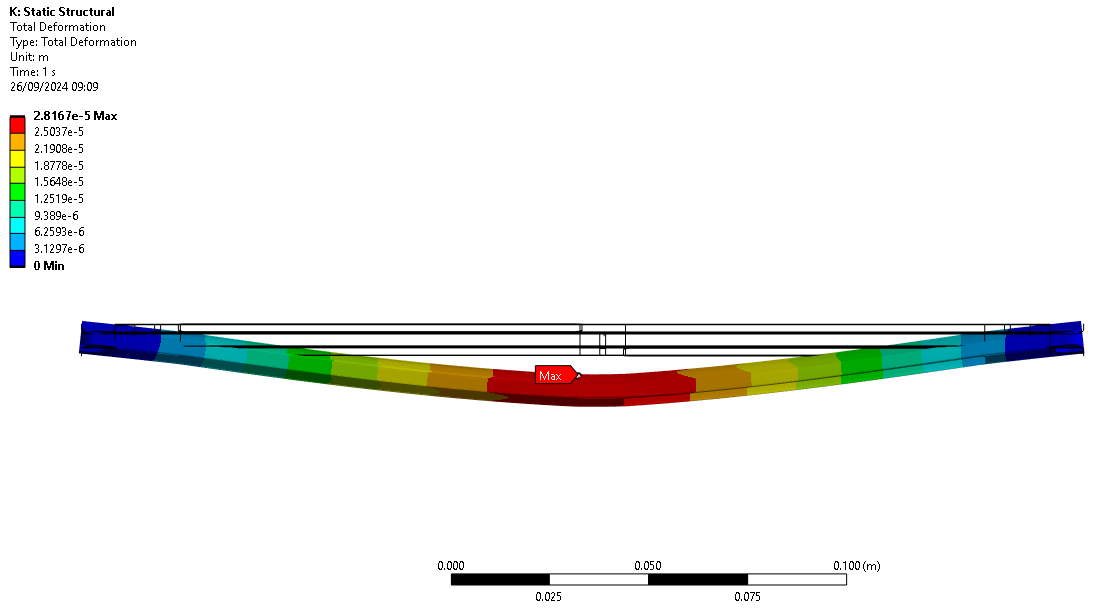 K: Static Structural
Total Deformation
Type: Total Deformation
Unit: m
Time: 1 s
26/09/2024 09:09
2.8167e-5 Max
2.5037e-5
2.1908e-5
1.8778e-5
1.5648e-5
1.2519e-5
9.389e-6
6.2593e-6
3.1297e-6
0 Min
Max
0.000 0.050 0.100 (m)
0.025 0.075